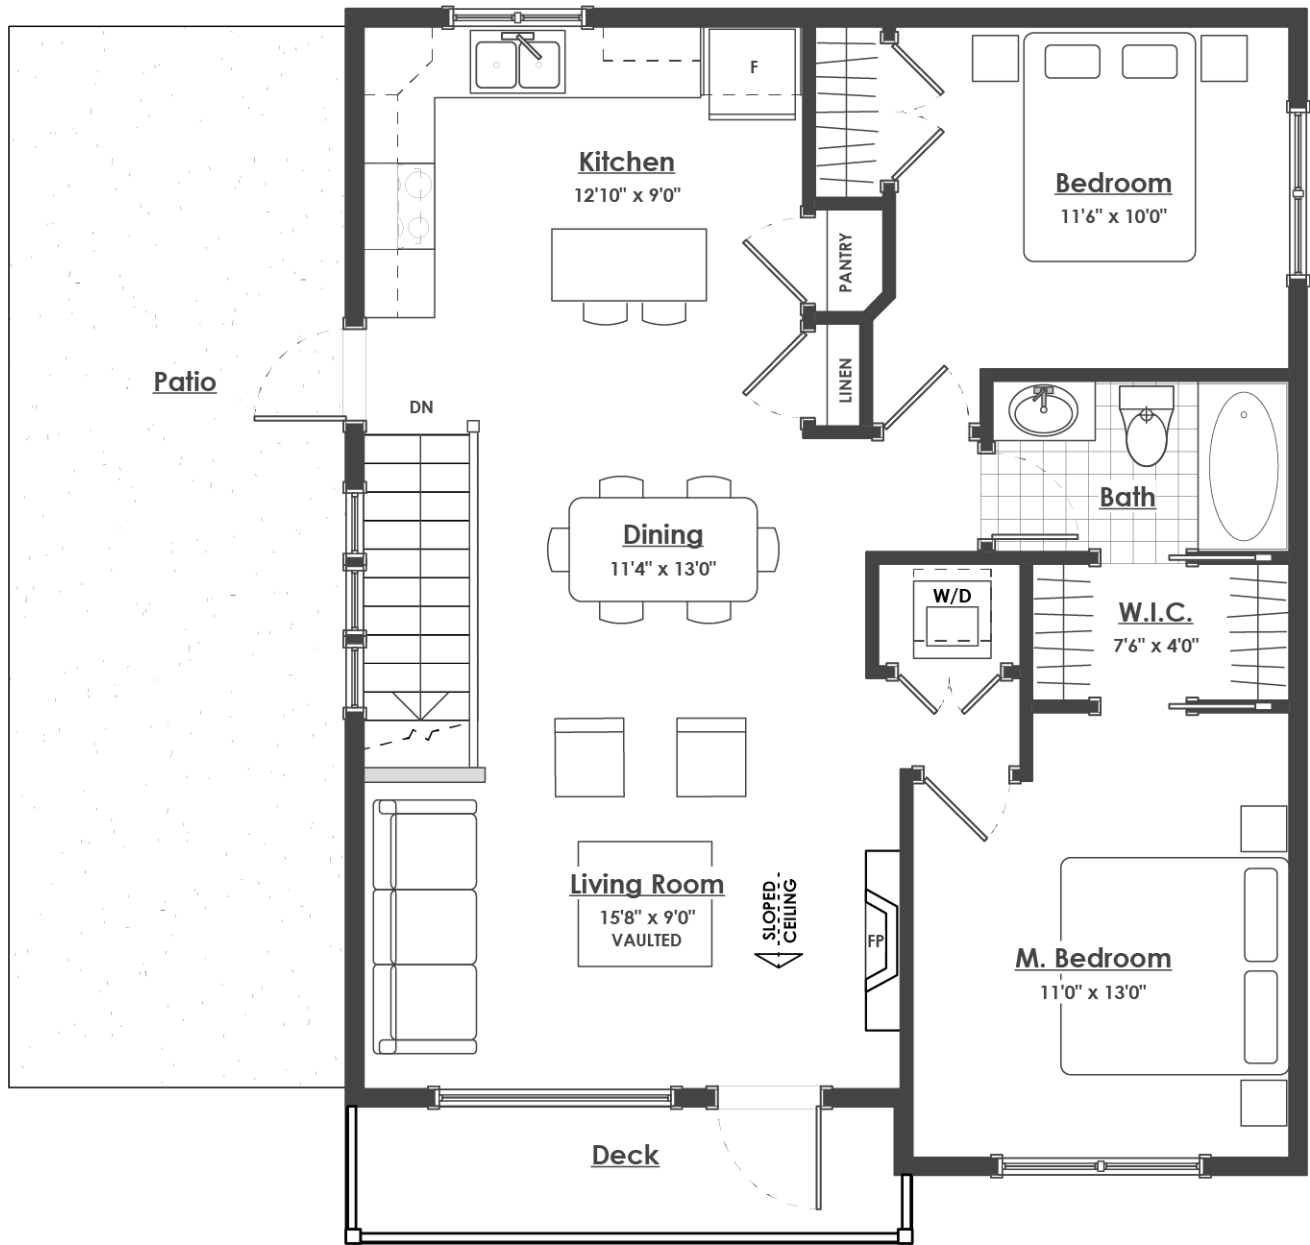 F
Kitchen
12'10" x 9'0"
Bedroom
11'6" x 10'0"
PANTRY
LINEN
Patio
DN
Bath
Dining
11'4" x 13'0"
W/D
W.I.C.
7'6" x 4'0"
Living Room
15'8" x 9'0"
VAULTED
SLOPED
CEILING
FP
M. Bedroom
11'0" x 13'0"
Deck